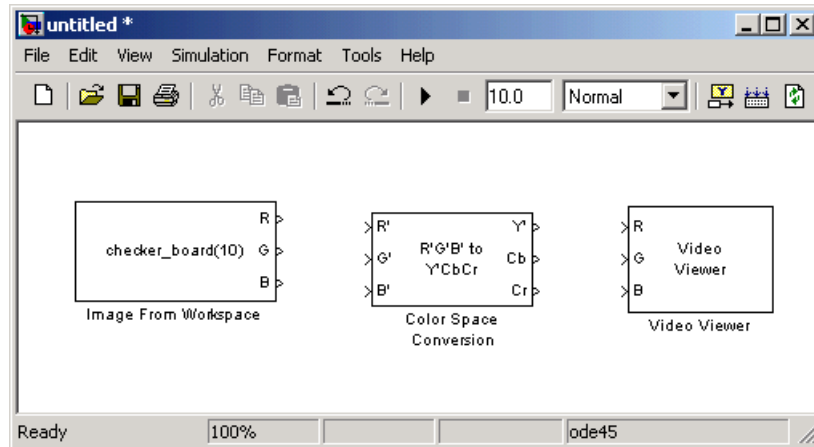 untitled *
File Edit View Simulation Format Tools Help
10.0 Normal
R
checker_board(10) G
B
Image From Workspace
R' Y'
G' R'G'B' to Y'CbCr Cb
B' Cr
Color Space
Conversion
R
G Video Viewer
B
Video Viewer
Ready 100% ode45